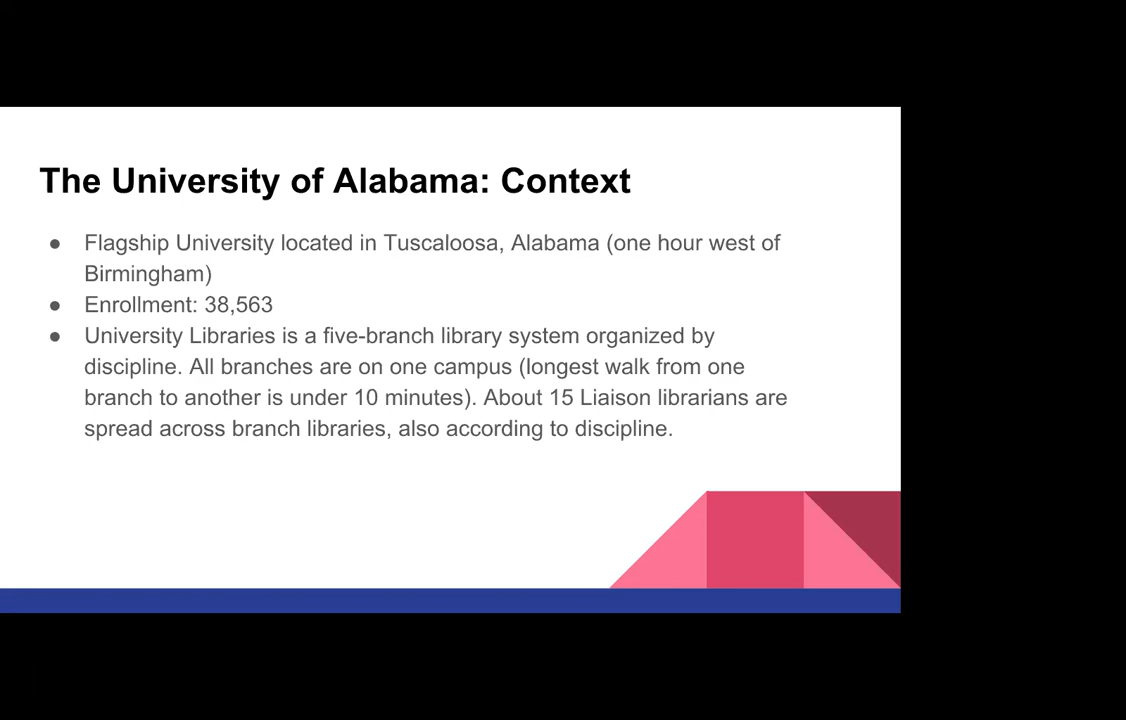 The University of Alabama: Context
● Flagship University located in Tuscaloosa, Alabama (one hour west of
Birmingham)
● Enrollment: 38,563
● University Libraries is a five-branch library system organized by
discipline. All branches are on one campus (longest walk from one
branch to another is under 10 minutes). About 15 Liaison librarians are
spread across branch libraries, also according to discipline.